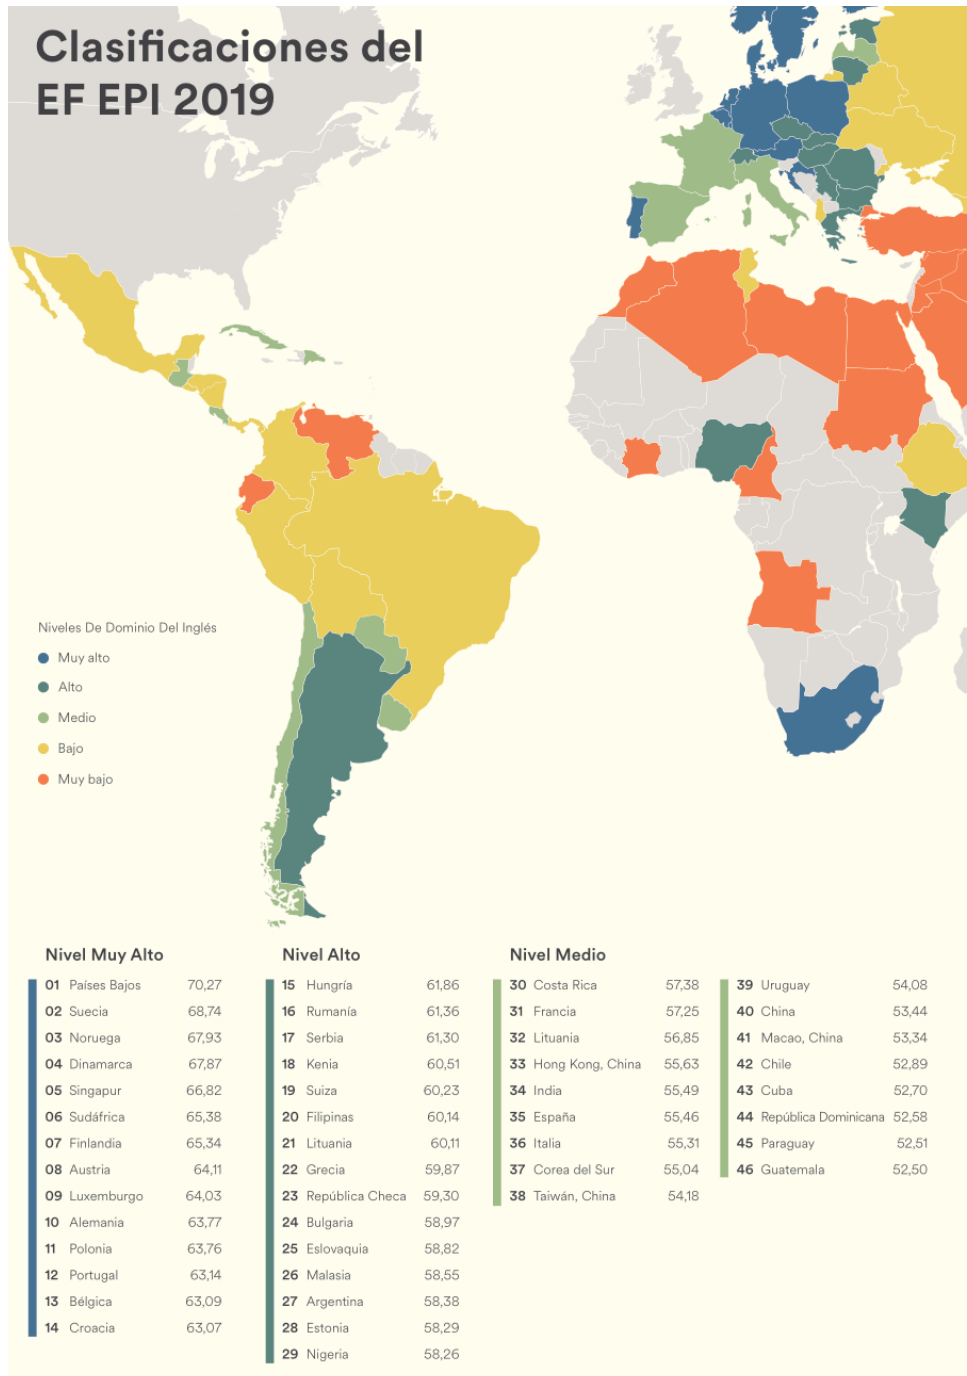 Clasificaciones del
EF EPI 2019
Niveles De Dominio Del Inglés
Muy alto
Alto
Medio
Bajo
Muy bajo
Nivel Muy Alto
01 Países Bajos 70,27
02 Suecia 68,74
03 Noruega 67,93
04 Dinamarca 67,87
05 Singapur 66,82
06 Sudáfrica 65,38
07 Finlandia 65,34
08 Austria 64,11
09 Luxemburgo 64,03
10 Alemania 63,77
11 Polonia 63,76
12 Portugal 63,14
13 Bélgica 63,09
14 Croacia 63,07
Nivel Alto
15 Hungría 61,86
16 Rumanía 61,36
17 Serbia 61,30
18 Kenia 60,51
19 Suiza 60,23
20 Filipinas 60,14
21 Lituania 60,11
22 Grecia 59,87
23 República Checa 59,30
24 Bulgaria 58,97
25 Eslovaquia 58,82
26 Malasia 58,55
27 Argentina 58,38
28 Estonia 58,29
29 Nigeria 58,26
Nivel Medio
30 Costa Rica 57,38
31 Francia 57,25
32 Lituania 56,85
33 Hong Kong, China 55,63
34 India 55,49
35 España 55,46
36 Italia 55,31
37 Corea del Sur 55,04
38 Taiwán, China 54,18
39 Uruguay 54,08
40 China 53,44
41 Macao, China 53,34
42 Chile 52,89
43 Cuba 52,70
44 República Dominicana 52,58
45 Paraguay 52,51
46 Guatemala 52,50